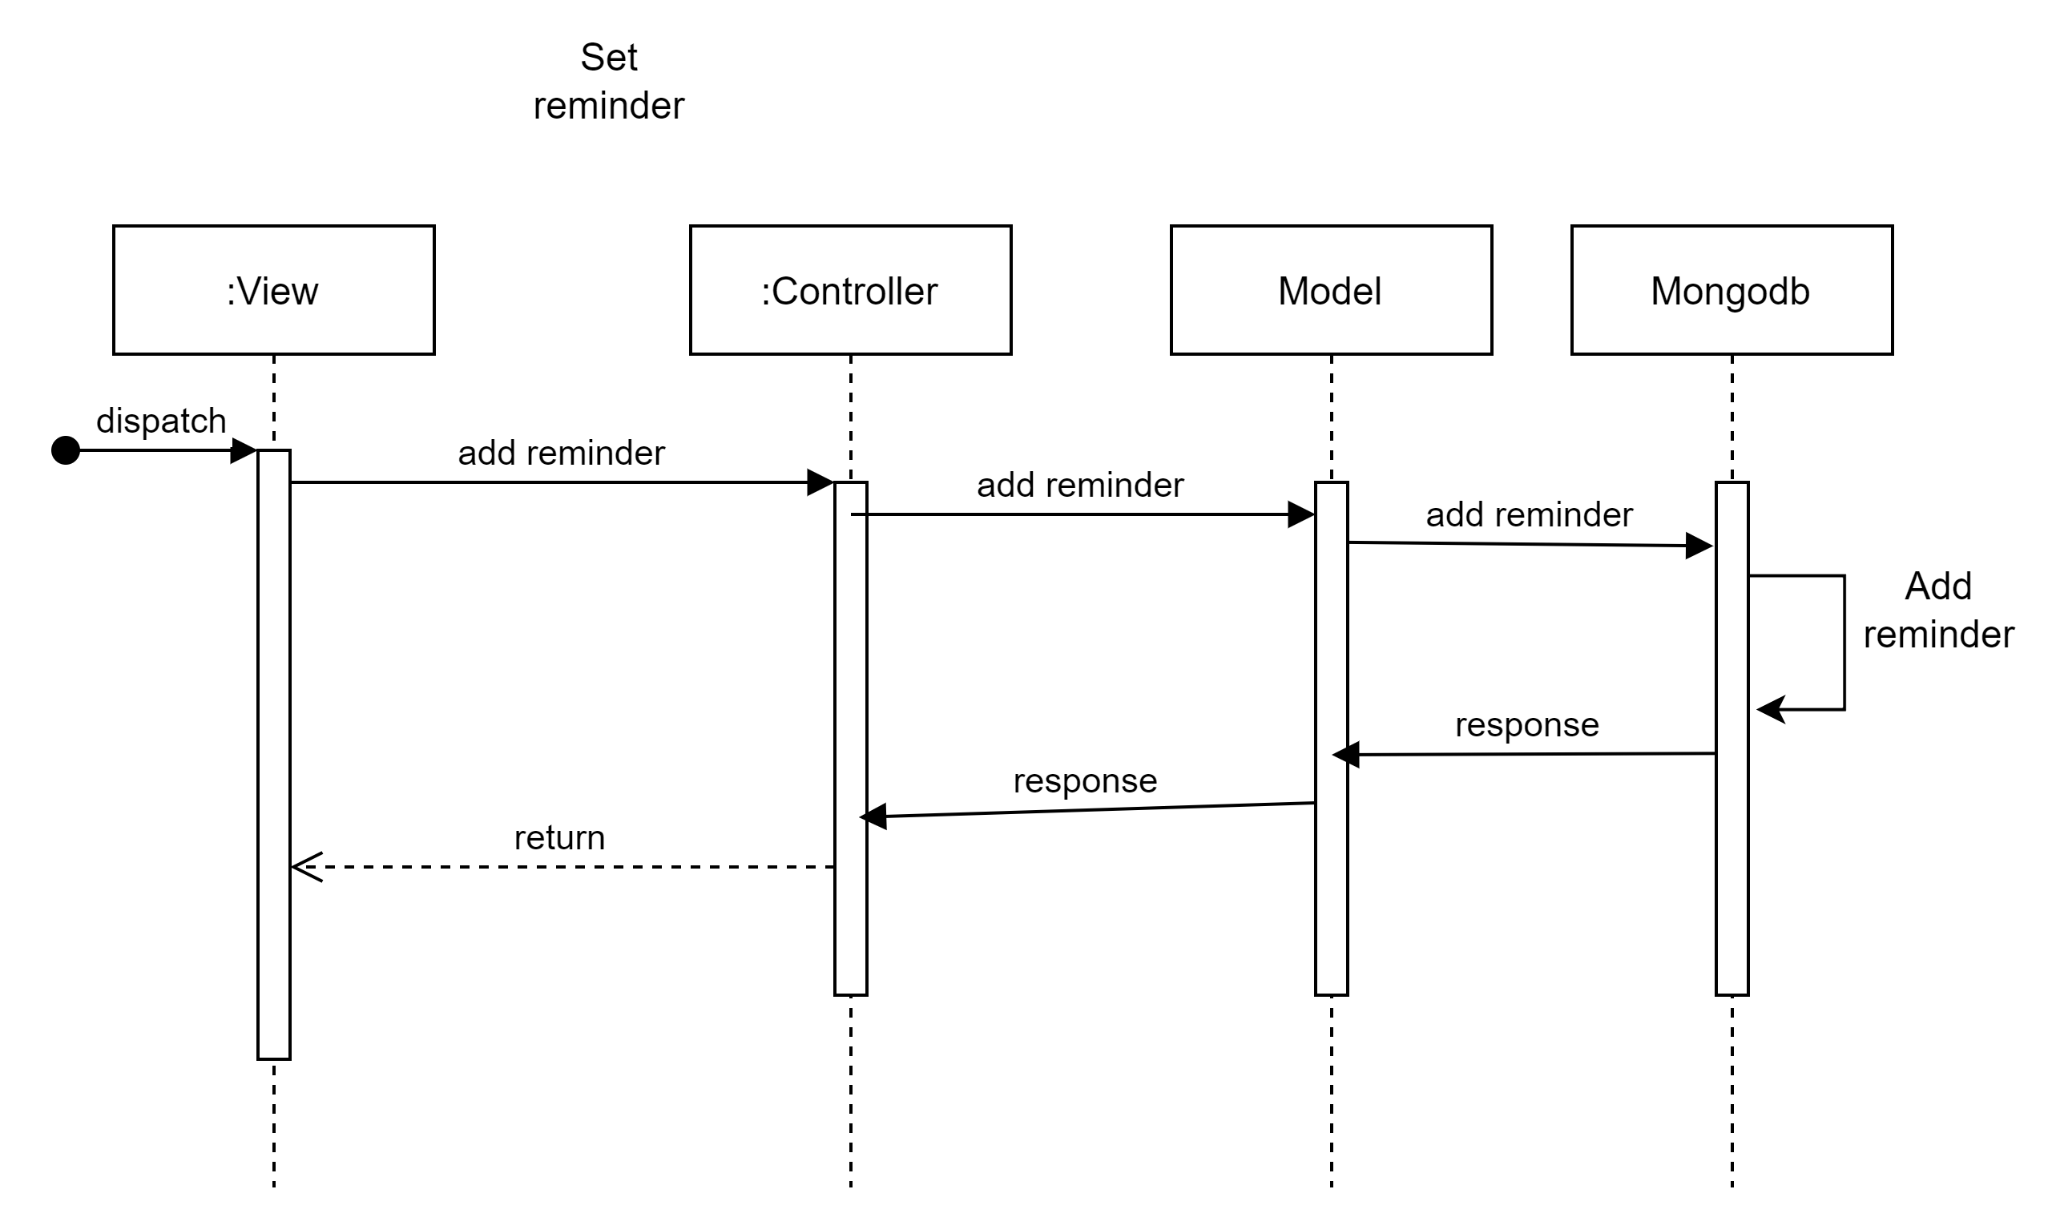 Set
reminder
:View
:Controller
Model
Mongodb
dispatch
add reminder
add reminder
add reminder
Add
reminder
response
response
return